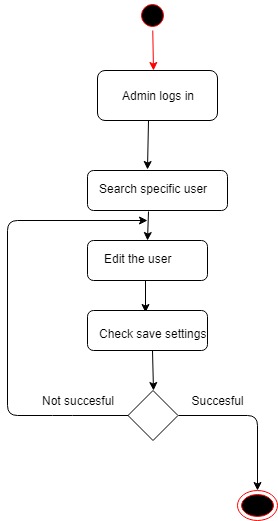 Admin logs in
Search specific user
Edit the user
Check save settings
Not succesful
Succesful